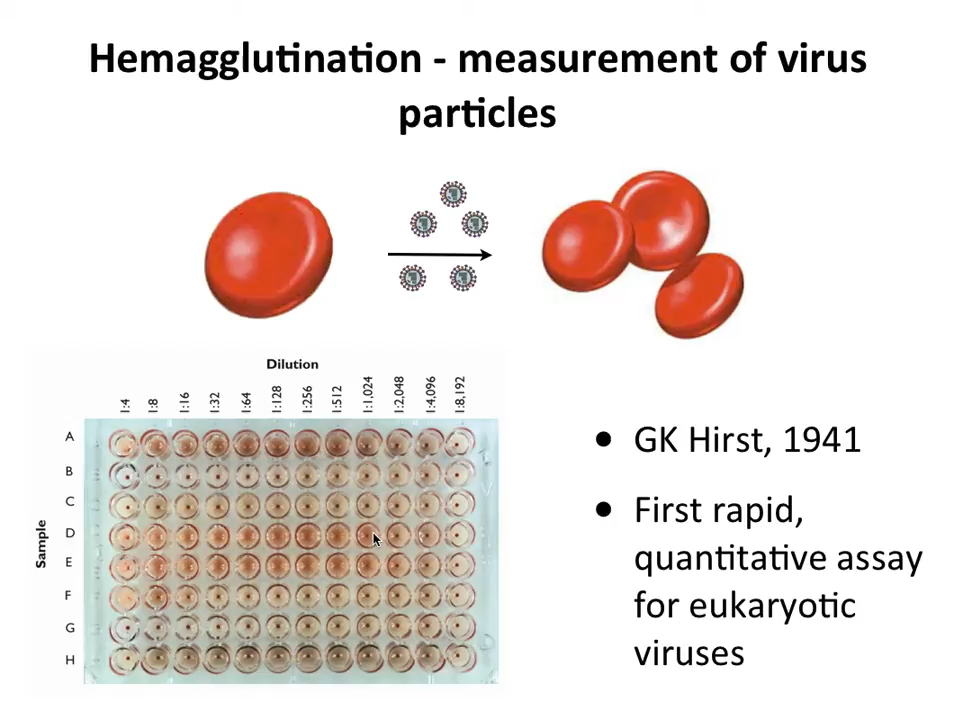 Hemagglutination - measurement of virus
particles
Dilution
1:4 1:8 1:16 1:32 1:64 1:128 1:256 1:512 1:1,024 1:2,048 1:4,096 1:8,192
Sample
A
B
C
D
E
F
G
H
• GK Hirst, 1941
• First rapid,
quantitative assay
for eukaryotic
viruses